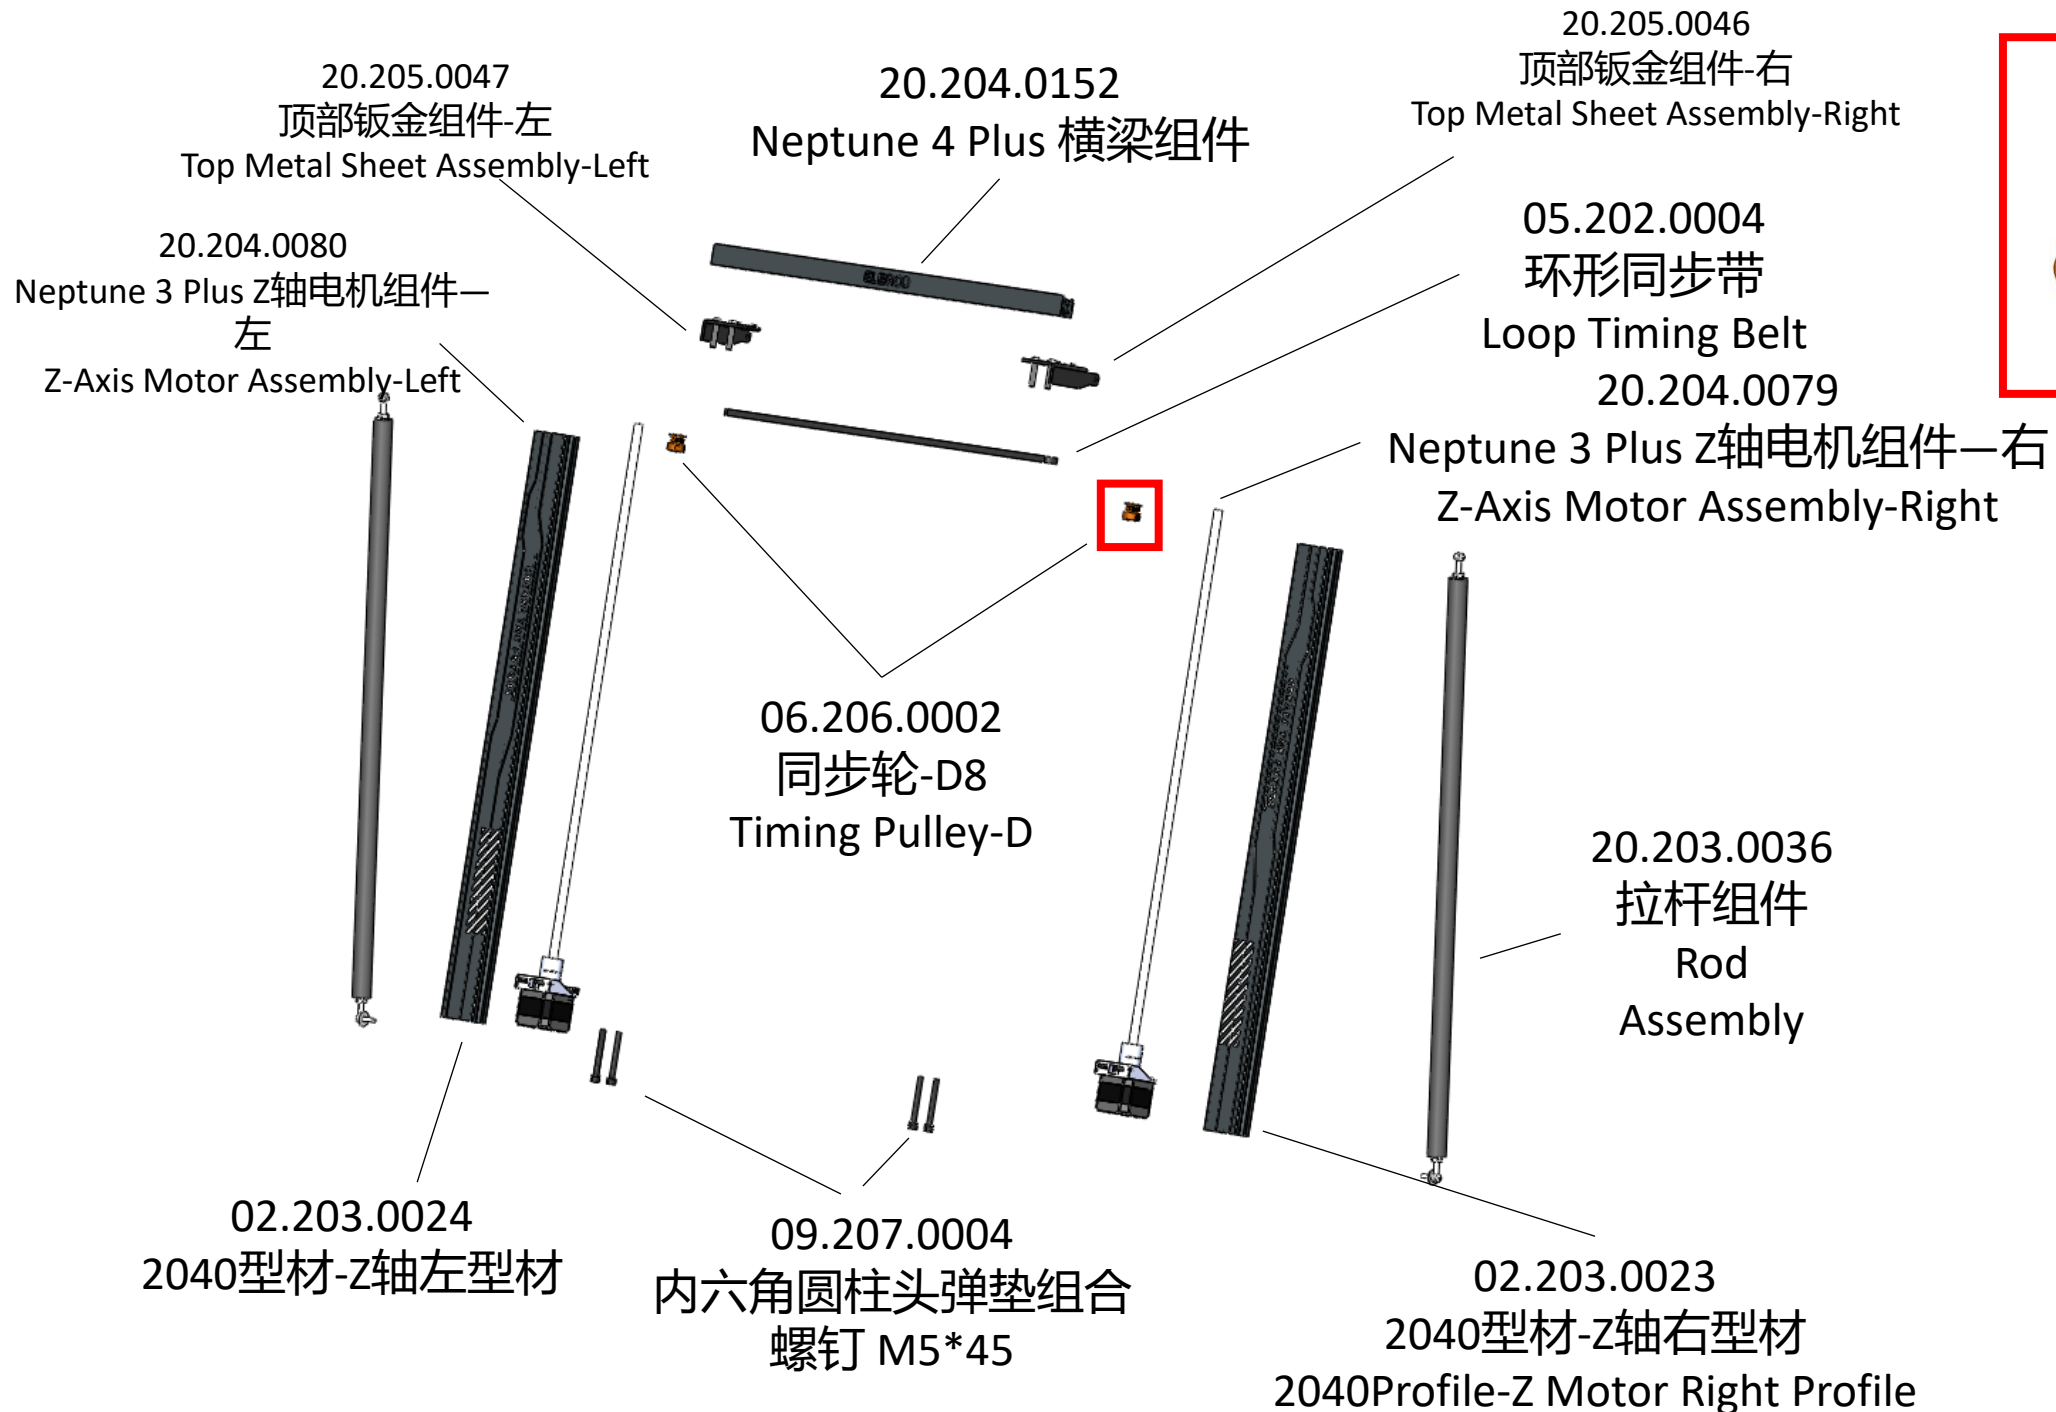 20.205.0047
顶部钣金组件-左
Top Metal Sheet Assembly-Left
20.204.0152
Neptune 4 Plus 横梁组件
20.205.0046
顶部钣金组件-右
Top Metal Sheet Assembly-Right
20.204.0080
Neptune 3 Plus Z轴电机组件—
左
Z-Axis Motor Assembly-Left
05.202.0004
环形同步带
Loop Timing Belt
20.204.0079
Neptune 3 Plus Z轴电机组件—右
Z-Axis Motor Assembly-Right
06.206.0002
同步轮-D8
Timing Pulley-D
20.203.0036
拉杆组件
Rod
Assembly
02.203.0024
2040型材-Z轴左型材
09.207.0004
内六角圆柱头弹垫组合
螺钉 M5*45
02.203.0023
2040型材-Z轴右型材
2040Profile-Z Motor Right Profile